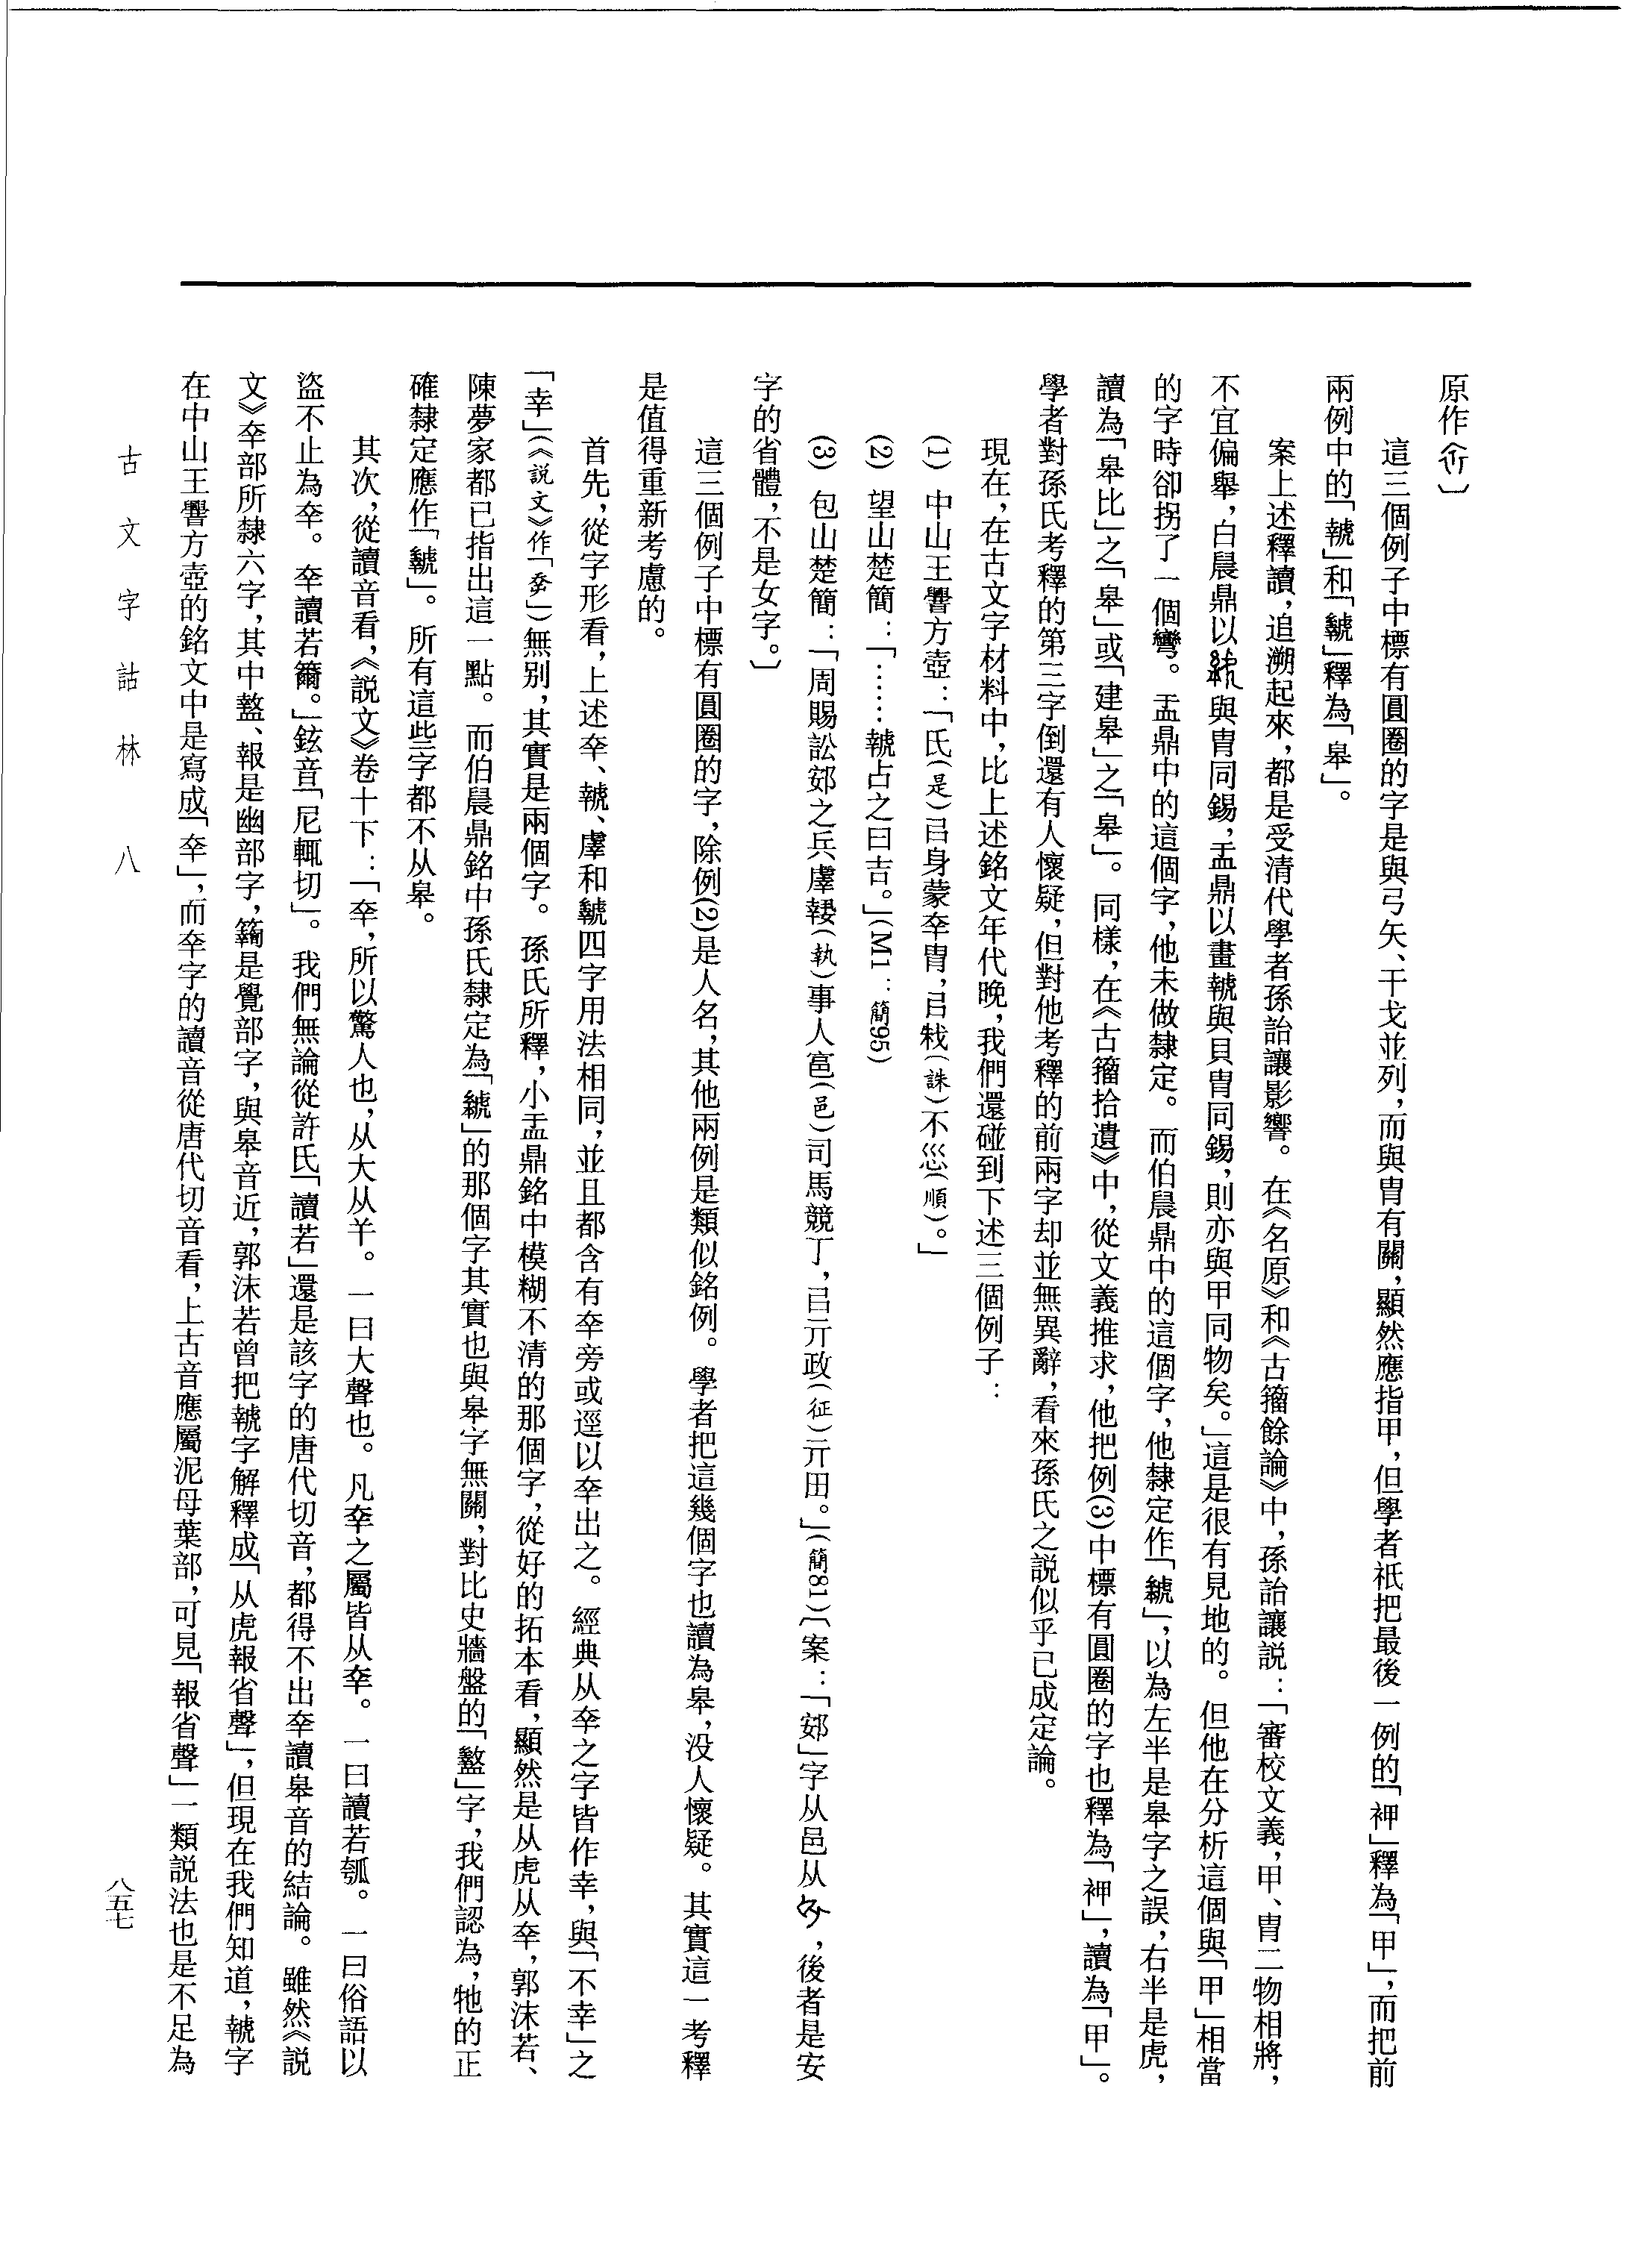 原作〔〕
這三個例子中標有圓圈的字是與弓矢、干戈並列，而與冑有關，顯然應指甲，但學者祇把最後一例的「䄅」釋為「甲」，而把前
兩例中的「䖑」和「虢」釋為「皋」。
案上述釋讀，追溯起來，都是受清代學者孫詒讓影響。在《名原》和《古籀餘論》中，孫詒讓說：「審校文義，甲、冑二物相將，
不宜偏舉，白晨鼎以與冑同錫，盂鼎以畫與貝冑同錫，則亦與甲同物矣。」這是很有見地的。但他在分析這個與「甲」相當
的字時卻拐了一個彎。盂鼎中的這個字，他未做隸定。而伯晨鼎中的這個字，他隸定作「」，以為左半是皋字之誤，右半是虎，
讀為「皋比」之「皋」或「建皋」之「皋」。同樣，在《古籀拾遺》中，從文義推求，他把例(3)中標有圓圈的字也釋為「」，讀為「甲」。
學者對孫氏考釋的第三字倒還有人懷疑，但對他考釋的前兩字却並無異辭，看來孫氏之説似乎已成定論。
現在，在古文字材料中，比上述銘文年代晚，我們還碰到下述三個例子：
(1) 中山王𰯼方壺：「氏(是)㠯身蒙㚔冑，㠯栽(誅)不㤙(順)。」
(2) 望山楚簡：「……占之曰吉。」(M1：簡95)
(3) 包山楚簡：「周賜訟之兵(執)事人宫(邑)司馬競丁，㠯亓政(征)亓田。」(簡81)〔案：「」字从邑从，後者是安
字的省體，不是女字。〕
這三個例子中標有圓圈的字，除例(2)是人名，其他兩例是類似銘例。學者把這幾個字也讀為皋，没人懷疑。其實這一考釋
是值得重新考慮的。
首先，從字形看，上述㚔、、和四字用法相同，並且都含有㚔旁或逕以㚔出之。經典从㚔之字皆作幸，與「不幸」之
「幸」(《説文》作「」)無别，其實是兩個字。孫氏所釋，小盂鼎銘中模糊不清的那個字，從好的拓本看，顯然是从虎从㚔，郭沫若、
陳夢家都已指出這一點。而伯晨鼎銘中孫氏隸定為「」的那個字其實也與皋字無關，對比史牆盤的「盭」字，我們認為，牠的正
確隸定應作「」。所有這些字都不从皋。
其次，從讀音看，《説文》卷十下：「㚔，所以驚人也，从大从𢆉。一曰大聲也。凡㚔之屬皆从㚔。一曰讀若瓠。一曰俗語以
盜不止為㚔。㚔讀若籋。」鉉音「尼輒切」。我們無論從許氏「讀若」還是該字的唐代切音，都得不出㚔讀皋音的結論。雖然《説
文》㚔部所隸六字，其中盩、報是幽部字，䈴是覺部字，與皋音近，郭沫若曾把字解釋成「从虎報省聲」，但現在我們知道，字
在中山王方壺的銘文中是寫成「㚔」，而㚔字的讀音從唐代切音看，上古音應屬泥母葉部，可見「報省聲」一類説法也是不足為
古文字詁林 八
八五七